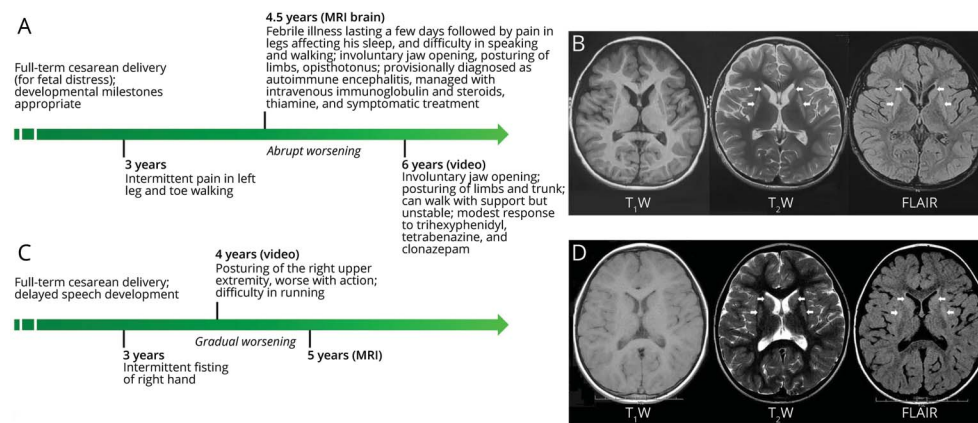 A
Full-term cesarean delivery
(for fetal distress);
developmental milestones
appropriate
4.5 years (MRI brain)
Febrile illness lasting a few days followed by pain in
legs affecting his sleep, and difficulty in speaking
and walking; involuntary jaw opening, posturing of
limbs, opisthotonus; provisionally diagnosed as
autoimmune encephalitis, managed with
intravenous immunoglobulin and steroids,
thiamine, and symptomatic treatment
Abrupt worsening
3 years
Intermittent pain in left
leg and toe walking
6 years (video)
Involuntary jaw opening;
posturing of limbs and trunk;
can walk with support but
unstable; modest response
to trihexyphenidyl,
tetrabenazine, and
clonazepam
B
T₁W
T₂W
FLAIR
C
Full-term cesarean delivery;
delayed speech development
4 years (video)
Posturing of the right upper
extremity, worse with action;
difficulty in running
Gradual worsening
3 years
Intermittent fisting
of right hand
5 years (MRI)
D
T₁W
T₂W
FLAIR